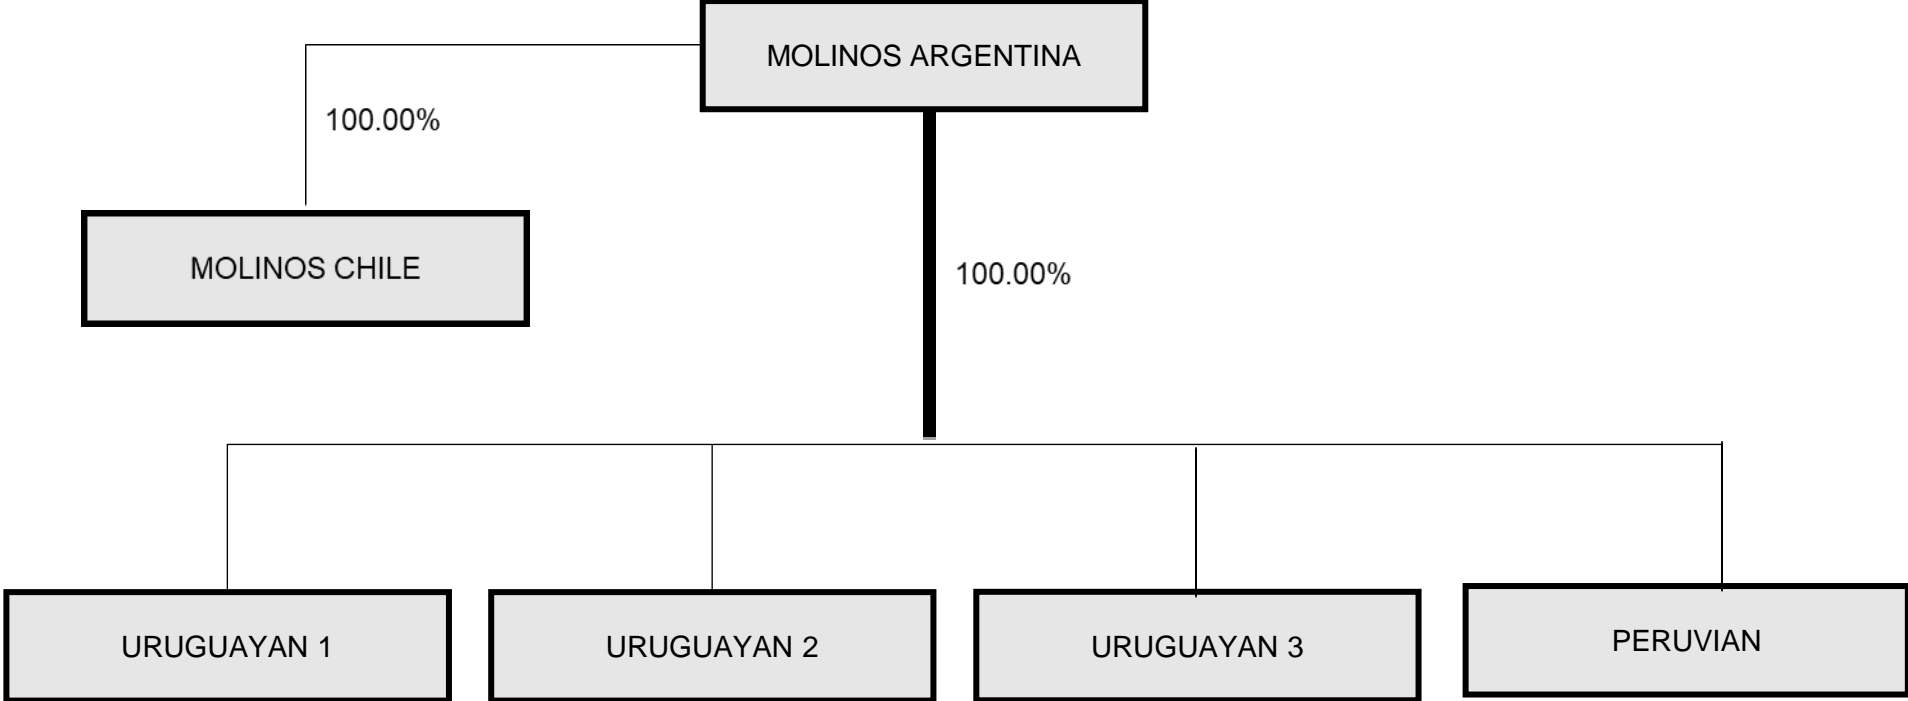 MOLINOS ARGENTINA
100.00%
MOLINOS CHILE
100.00%
URUGUAYAN 1
URUGUAYAN 2
URUGUAYAN 3
PERUVIAN